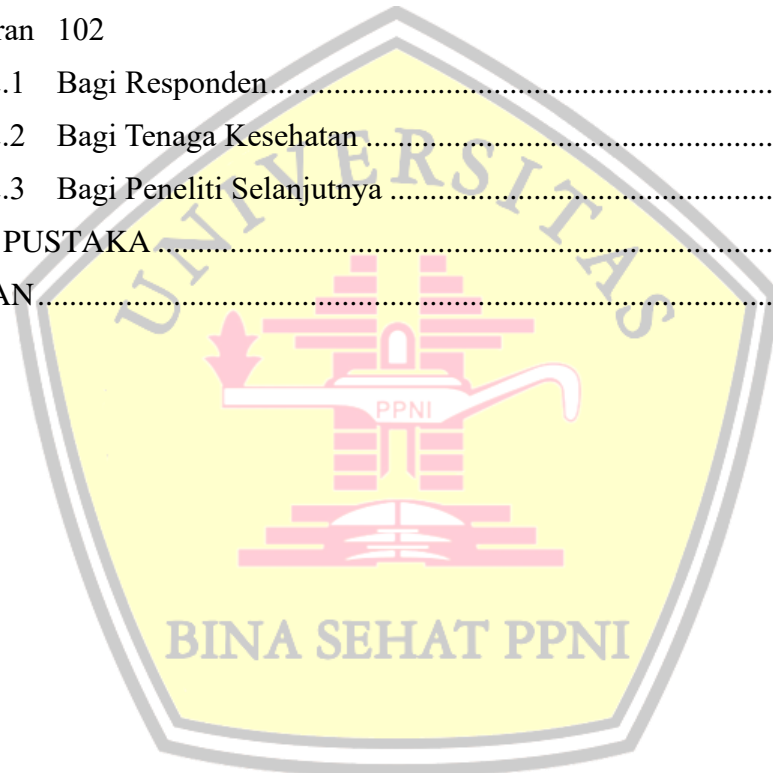 ran 102
.1 Bagi Responden
.2 Bagi Tenaga Kesehatan
.3 Bagi Peneliti Selanjutnya
PUSTAKA
AN
UNIVERSITAS
PPNI
BINA SEHAT PPNI